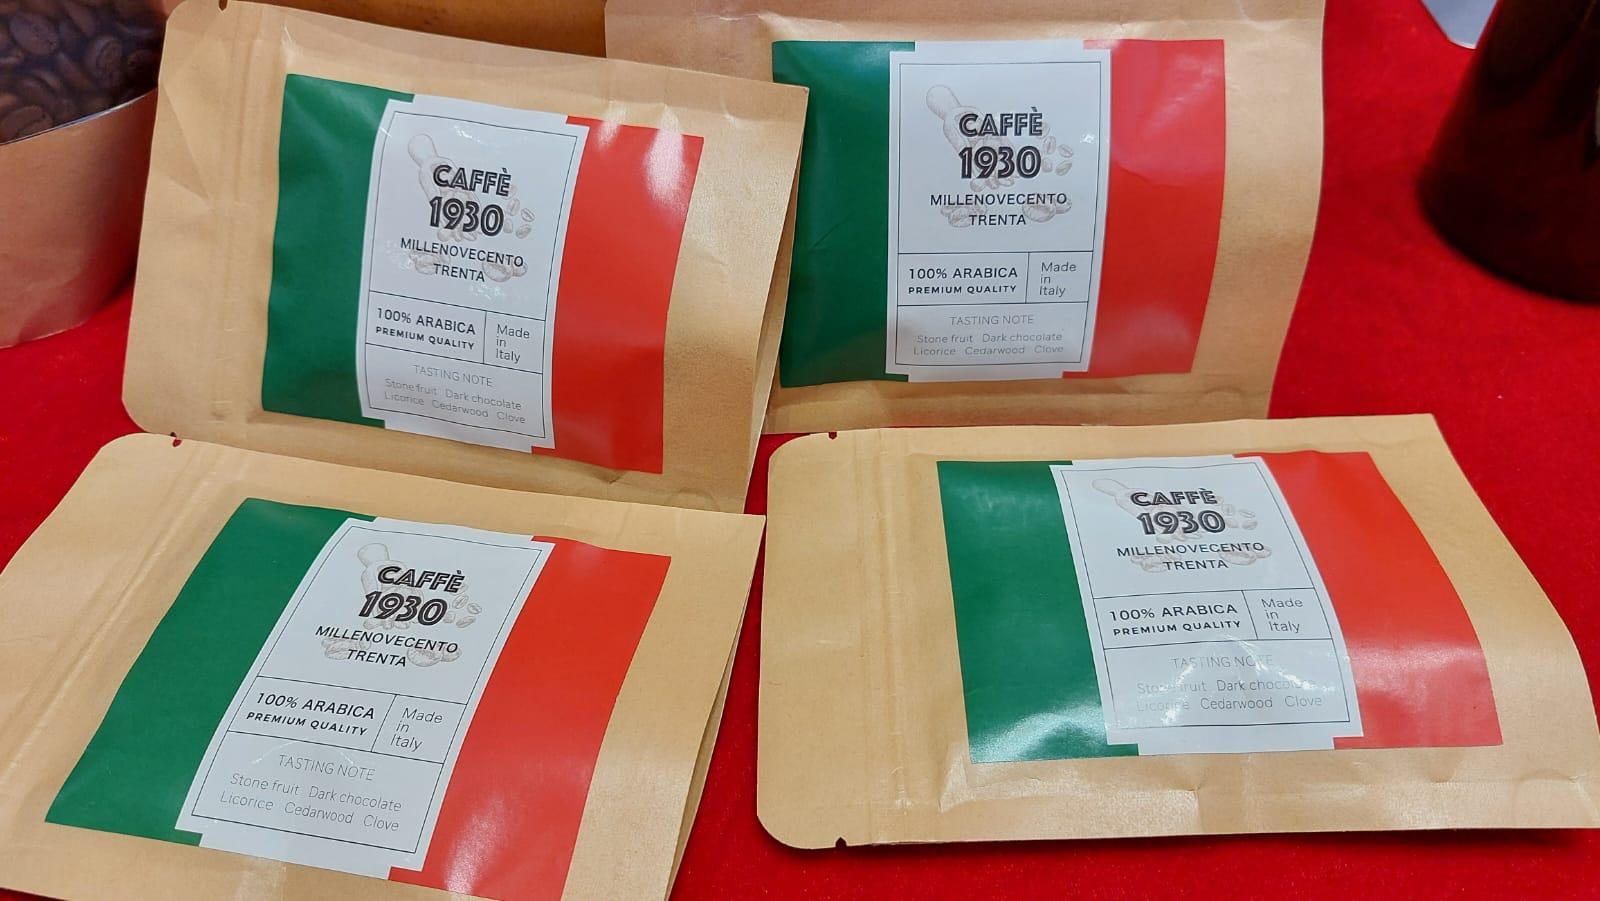 CAFFÈ
1930
MILLENOVECENTO
TRENTA
100% ARABICA
PREMIUM QUALITY
Made
in
Italy
TASTING NOTE
Stone fruit Dark chocolate
Licorice Cedarwood Clove
CAFFÈ
1930
MILLENOVECENTO
TRENTA
100% ARABICA
PREMIUM QUALITY
Made
in
Italy
TASTING NOTE
Stone fruit Dark chocolate
Licorice Cedarwood Clove
CAFFÈ
1930
MILLENOVECENTO
TRENTA
100% ARABICA
PREMIUM QUALITY
Made
in
Italy
TASTING NOTE
Stone fruit Dark chocolate
Licorice Cedarwood Clove
CAFFÈ
1930
MILLENOVECENTO
TRENTA
100% ARABICA
PREMIUM QUALITY
Made
in
Italy
TASTING NOTE
Stone fruit Dark chocolate
Licorice Cedarwood Clove